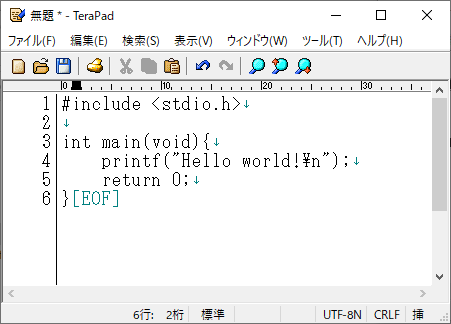 無題 * - TeraPad
ファイル(F) 編集(E) 検索(S) 表示(V) ウィンドウ(W) ツール(T) ヘルプ(H)
0 10 20 30
1 #include <stdio.h>↓
2 ↓
3 int main(void){↓
4     printf("Hello world!¥n");↓
5     return 0;↓
6 }[EOF]
6行: 2桁 標準 UTF-8N CRLF 挿